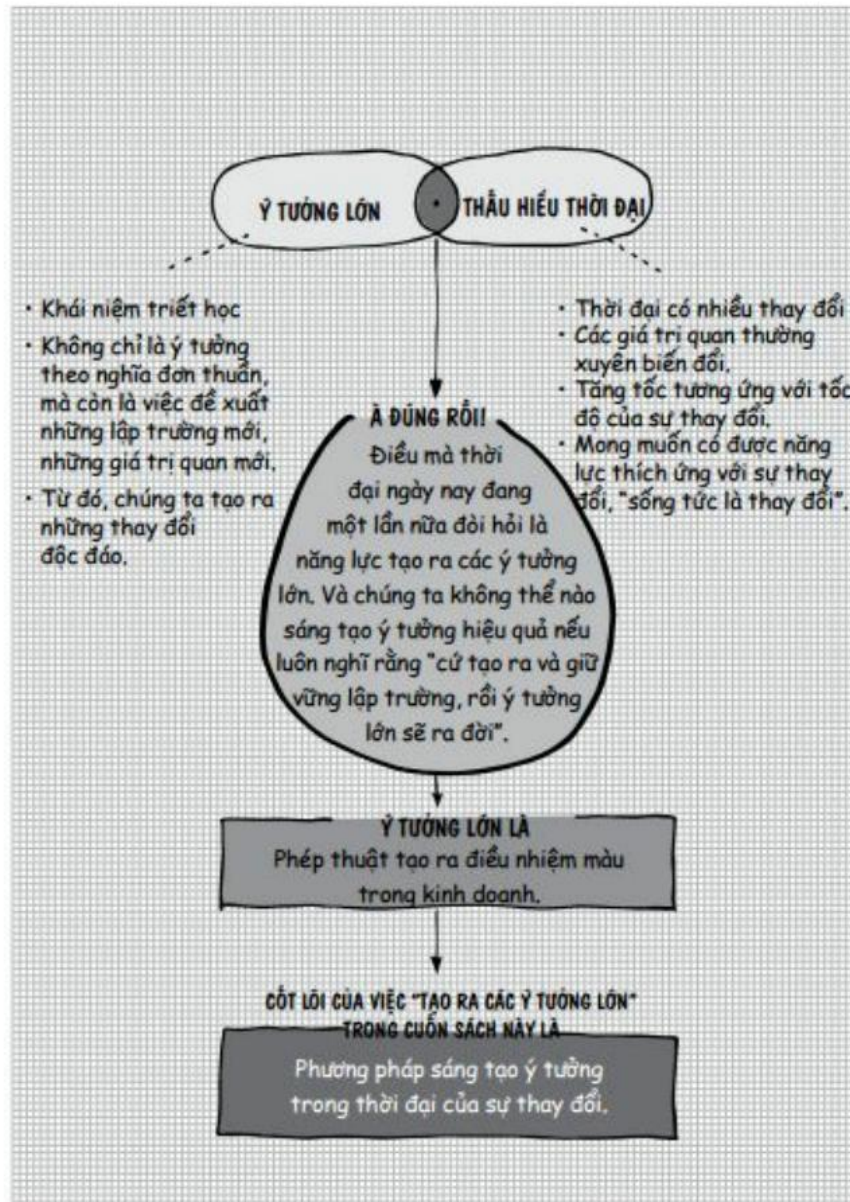 Ý TƯỞNG LỚN
THẤU HIỂU THỜI ĐẠI
• Khái niệm triết học
• Không chỉ là ý tưởng
theo nghĩa đơn thuần,
mà còn là việc đề xuất
những lập trường mới,
những giá trị quan mới.
• Từ đó, chúng ta tạo ra
những thay đổi
độc đáo.
• Thời đại có nhiều thay đổi
• Các giá trị quan thường
xuyên biến đổi.
• Tăng tốc tương ứng với tốc
độ của sự thay đổi.
• Mong muốn có được năng
lực thích ứng với sự thay
đổi, "sống tức là thay đổi".
À ĐÚNG RỒI!
Điều mà thời
đại ngày nay đang
một lần nữa đòi hỏi là
năng lực tạo ra các ý tưởng
lớn. Và chúng ta không thể nào
sáng tạo ý tưởng hiệu quả nếu
luôn nghĩ rằng "cứ tạo ra và giữ
vững lập trường, rồi ý tưởng
lớn sẽ ra đời".
Ý TƯỞNG LỚN LÀ
Phép thuật tạo ra điều nhiệm màu
trong kinh doanh.
CỐT LÕI CỦA VIỆC "TẠO RA CÁC Ý TƯỞNG LỚN"
TRONG CUỐN SÁCH NÀY LÀ
Phương pháp sáng tạo ý tưởng
trong thời đại của sự thay đổi.